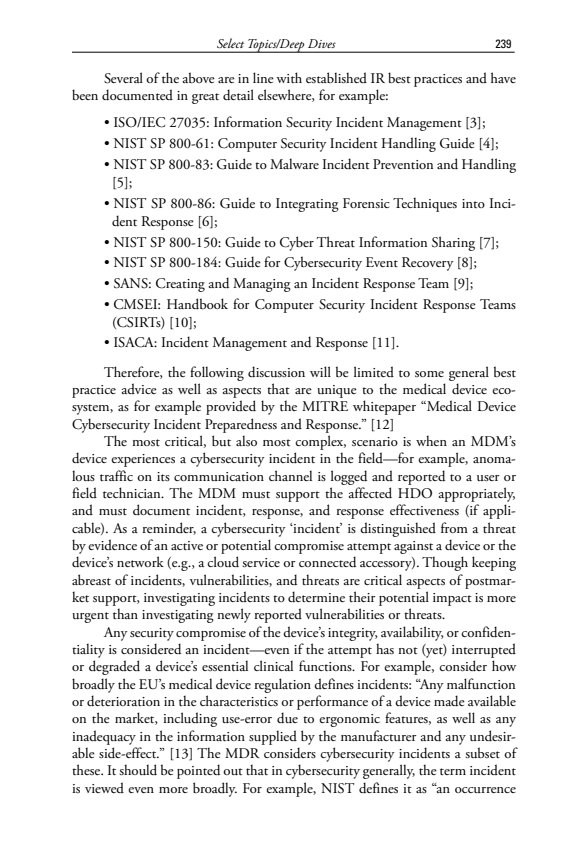 Select Topics/Deep Dives 239
Several of the above are in line with established IR best practices and have
been documented in great detail elsewhere, for example:
• ISO/IEC 27035: Information Security Incident Management [3];
• NIST SP 800-61: Computer Security Incident Handling Guide [4];
• NIST SP 800-83: Guide to Malware Incident Prevention and Handling
[5];
• NIST SP 800-86: Guide to Integrating Forensic Techniques into Inci-
dent Response [6];
• NIST SP 800-150: Guide to Cyber Threat Information Sharing [7];
• NIST SP 800-184: Guide for Cybersecurity Event Recovery [8];
• SANS: Creating and Managing an Incident Response Team [9];
• CMSEI: Handbook for Computer Security Incident Response Teams
(CSIRTs) [10];
• ISACA: Incident Management and Response [11].
Therefore, the following discussion will be limited to some general best
practice advice as well as aspects that are unique to the medical device eco-
system, as for example provided by the MITRE whitepaper “Medical Device
Cybersecurity Incident Preparedness and Response.” [12]
The most critical, but also most complex, scenario is when an MDM’s
device experiences a cybersecurity incident in the field—for example, anoma-
lous traffic on its communication channel is logged and reported to a user or
field technician. The MDM must support the affected HDO appropriately,
and must document incident, response, and response effectiveness (if appli-
cable). As a reminder, a cybersecurity ‘incident’ is distinguished from a threat
by evidence of an active or potential compromise attempt against a device or the
device’s network (e.g., a cloud service or connected accessory). Though keeping
abreast of incidents, vulnerabilities, and threats are critical aspects of postmar-
ket support, investigating incidents to determine their potential impact is more
urgent than investigating newly reported vulnerabilities or threats.
Any security compromise of the device’s integrity, availability, or confiden-
tiality is considered an incident—even if the attempt has not (yet) interrupted
or degraded a device’s essential clinical functions. For example, consider how
broadly the EU’s medical device regulation defines incidents: “Any malfunction
or deterioration in the characteristics or performance of a device made available
on the market, including use-error due to ergonomic features, as well as any
inadequacy in the information supplied by the manufacturer and any undesir-
able side-effect.” [13] The MDR considers cybersecurity incidents a subset of
these. It should be pointed out that in cybersecurity generally, the term incident
is viewed even more broadly. For example, NIST defines it as “an occurrence